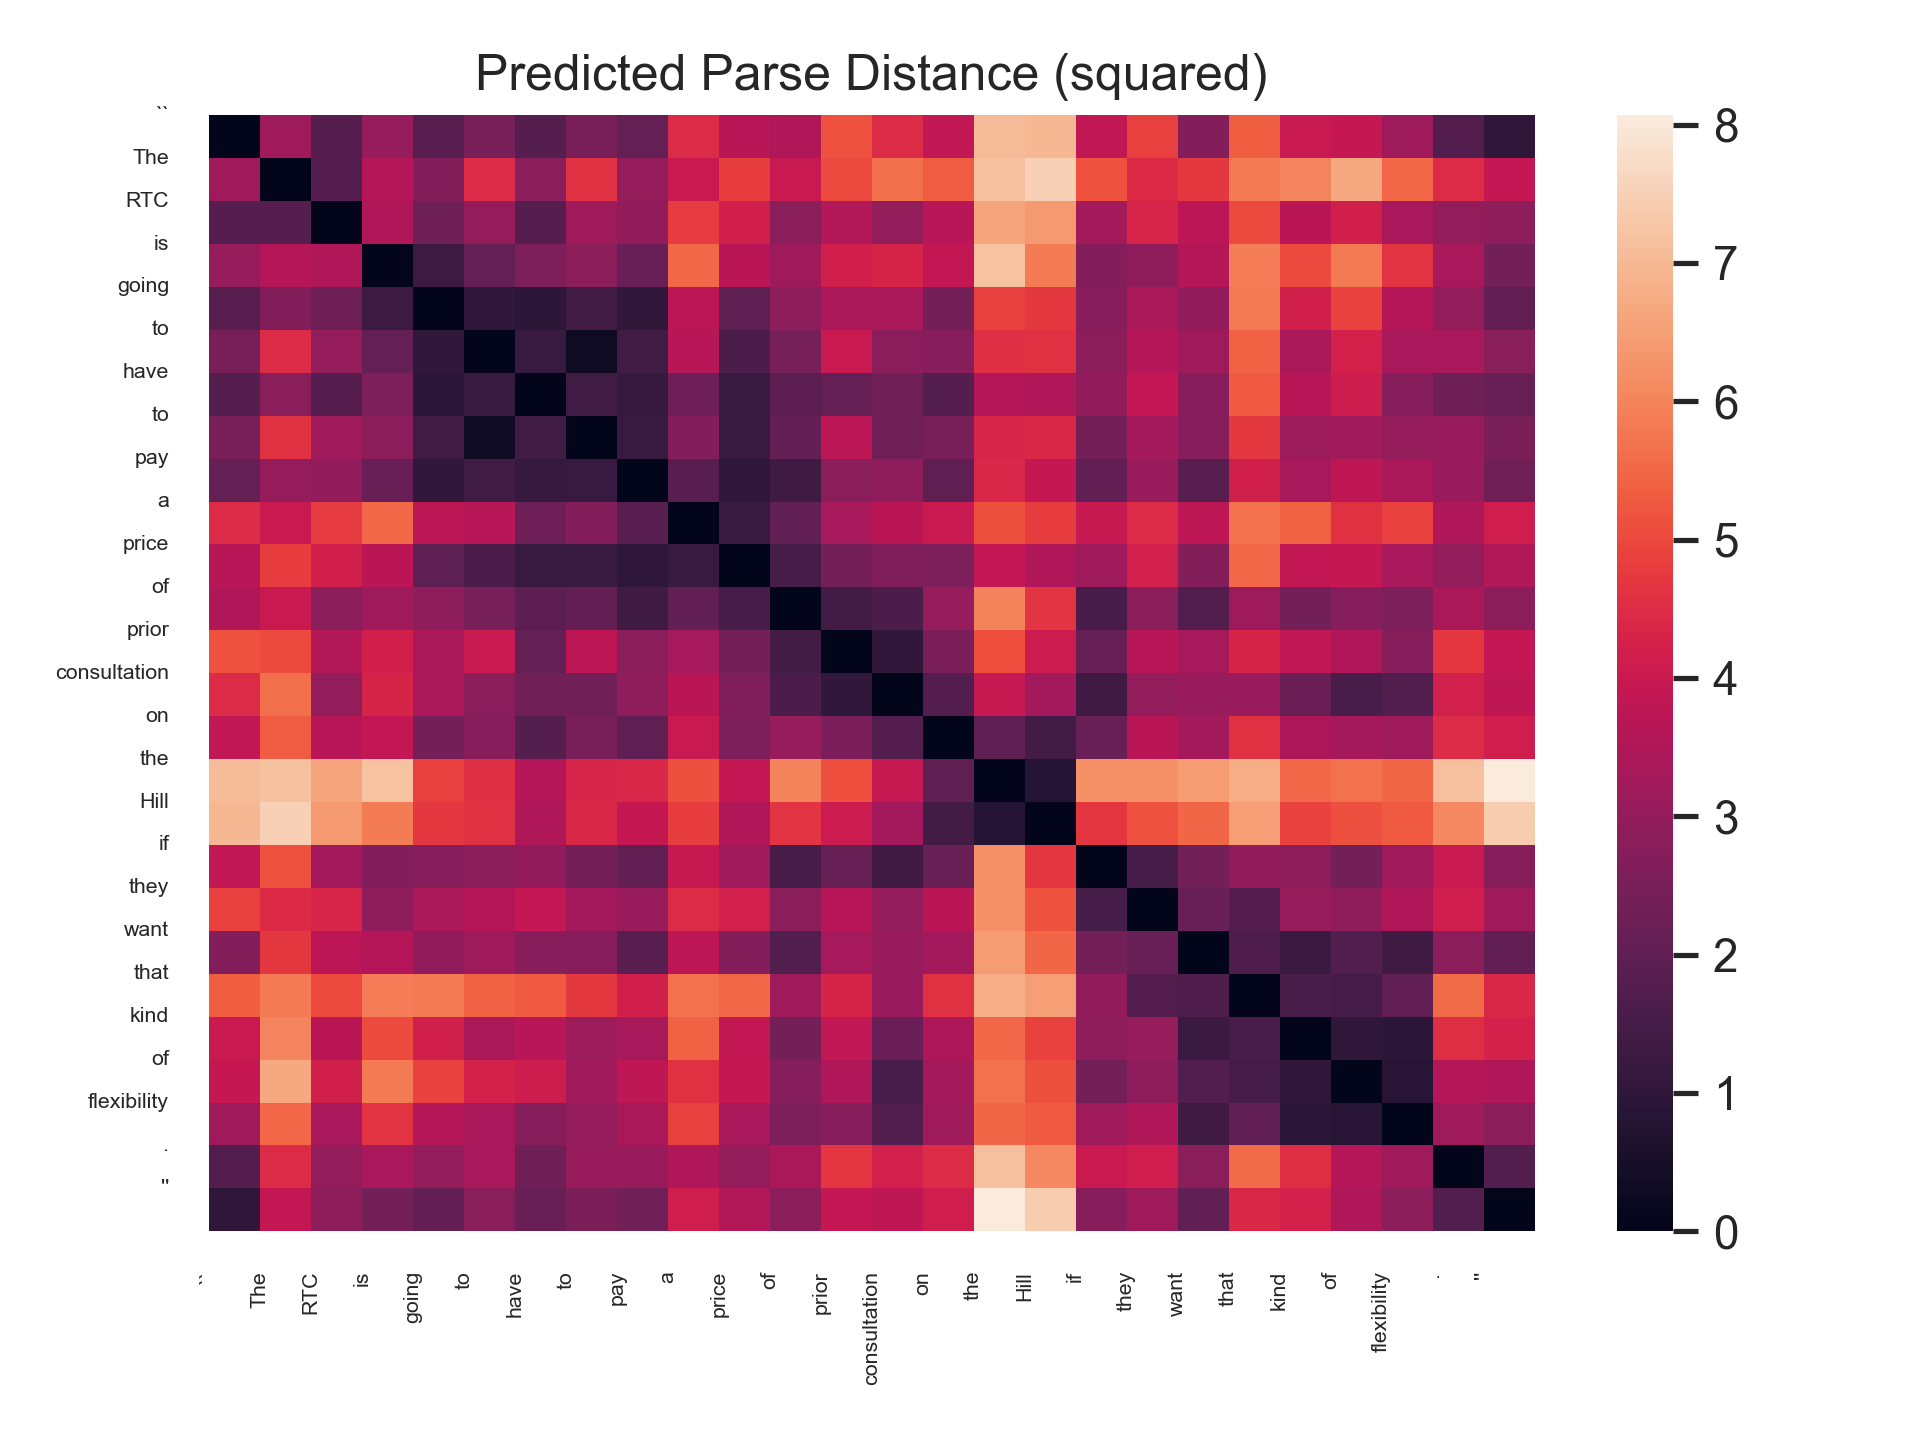 Predicted Parse Distance (squared)
``
The
RTC
is
going
to
have
to
pay
a
price
of
prior
consultation
on
the
Hill
if
they
want
that
kind
of
flexibility
.
''
8
7
6
5
4
3
2
1
0
``
The
RTC
is
going
to
have
to
pay
a
price
of
prior
consultation
on
the
Hill
if
they
want
that
kind
of
flexibility
.
''